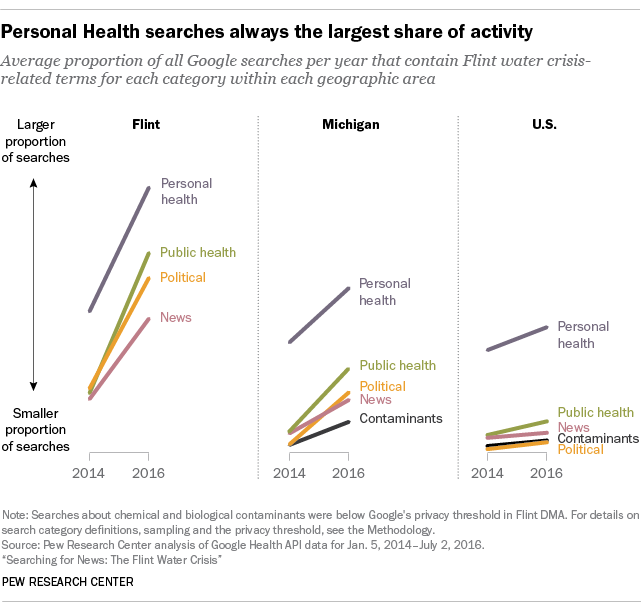 Personal Health searches always the largest share of activity
Average proportion of all Google searches per year that contain Flint water crisis-
related terms for each category within each geographic area
Larger
proportion
of searches
Smaller
proportion
of searches
Flint
Personal
health
Public health
Political
News
2014
2016
Michigan
Personal
health
Public health
Political
News
Contaminants
2014
2016
U.S.
Personal
health
Public health
News
Contaminants
Political
2014
2016
Note: Searches about chemical and biological contaminants were below Google's privacy threshold in Flint DMA. For details on
search category definitions, sampling and the privacy threshold, see the Methodology.
Source: Pew Research Center analysis of Google Health API data for Jan. 5, 2014–July 2, 2016.
“Searching for News: The Flint Water Crisis”
PEW RESEARCH CENTER